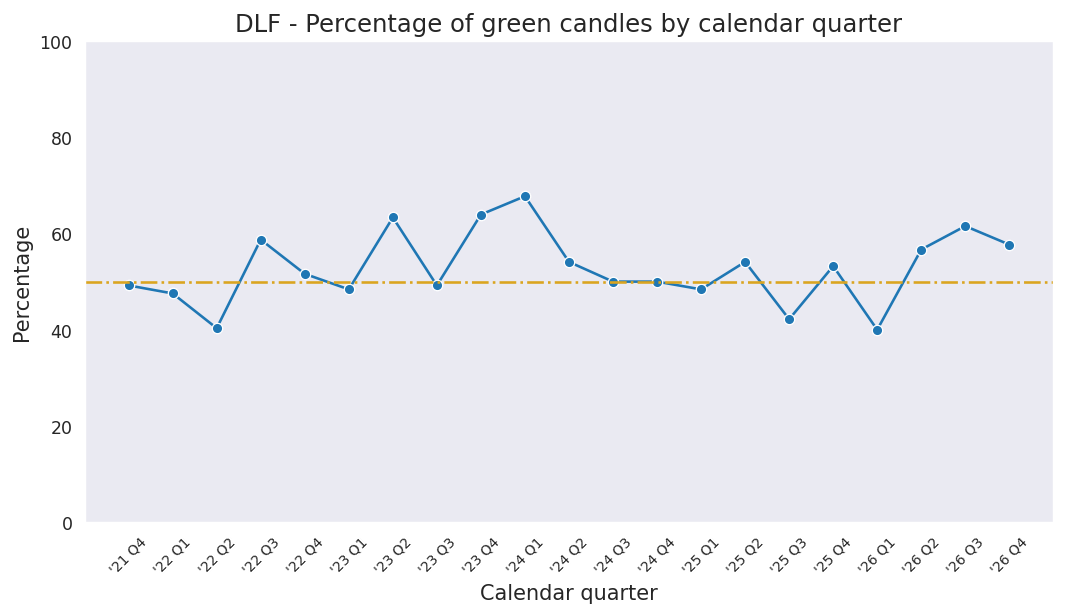 DLF - Percentage of green candles by calendar quarter
100
80
60
40
20
0
Percentage
'21 Q4
'22 Q1
'22 Q2
'22 Q3
'22 Q4
'23 Q1
'23 Q2
'23 Q3
'23 Q4
'24 Q1
'24 Q2
'24 Q3
'24 Q4
'25 Q1
'25 Q2
'25 Q3
'25 Q4
'26 Q1
'26 Q2
'26 Q3
'26 Q4
Calendar quarter